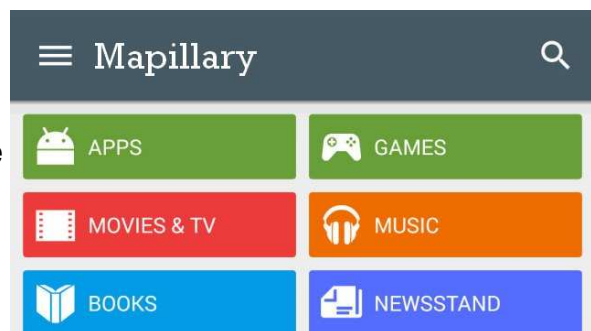 Mapillary
APPS
GAMES
MOVIES & TV
MUSIC
BOOKS
NEWSSTAND